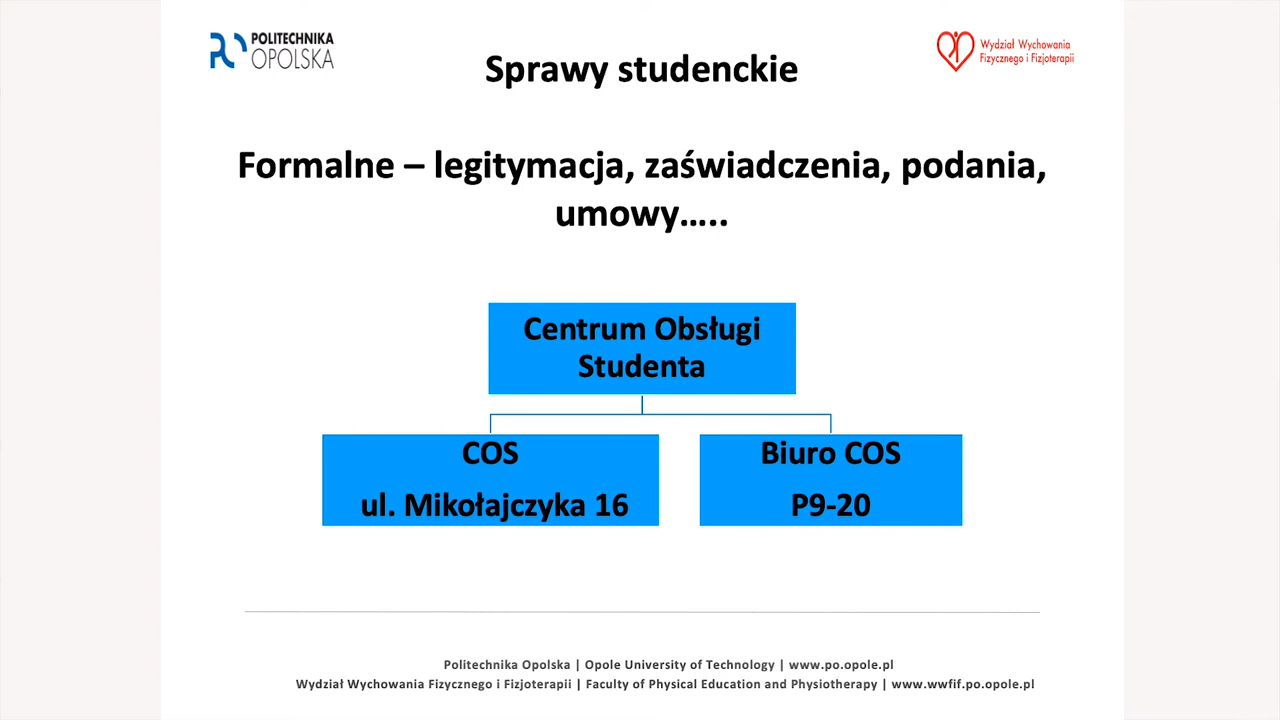 POLITECHNIKA
OPOLSKA
Wydział Wychowania
Fizycznego i Fizjoterapii
Sprawy studenckie
Formalne – legitymacja, zaświadczenia, podania,
umowy.….
Centrum Obsługi
Studenta
COS
ul. Mikołajczyka 16
Biuro COS
P9-20
Politechnika Opolska | Opole University of Technology | www.po.opole.pl
Wydział Wychowania Fizycznego i Fizjoterapii | Faculty of Physical Education and Physiotherapy | www.wwfif.po.opole.pl